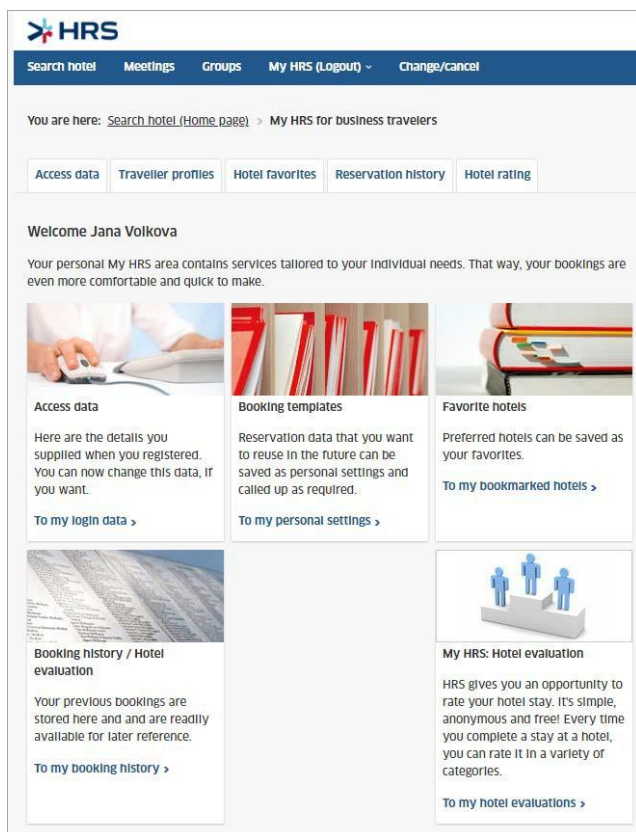 HRS
Search hotel Meetings Groups My HRS (Logout) Change/cancel
You are here: Search hotel (Home page) > My HRS for business travelers
Access data Traveller profiles Hotel favorites Reservation history Hotel rating
Welcome Jana Volkova
Your personal My HRS area contains services tailored to your individual needs. That way, your bookings are
even more comfortable and quick to make.
Access data
Here are the details you
supplied when you registered.
You can now change this data, if
you want.
To my login data >
Booking templates
Reservation data that you want
to reuse in the future can be
saved as personal settings and
called up as required.
To my personal settings >
Favorite hotels
Preferred hotels can be saved as
your favorites.
To my bookmarked hotels >
Booking history / Hotel
evaluation
Your previous bookings are
stored here and and are readily
available for later reference.
To my booking history >
My HRS: Hotel evaluation
HRS gives you an opportunity to
rate your hotel stay. It's simple,
anonymous and free! Every time
you complete a stay at a hotel,
you can rate it in a variety of
categories.
To my hotel evaluations >